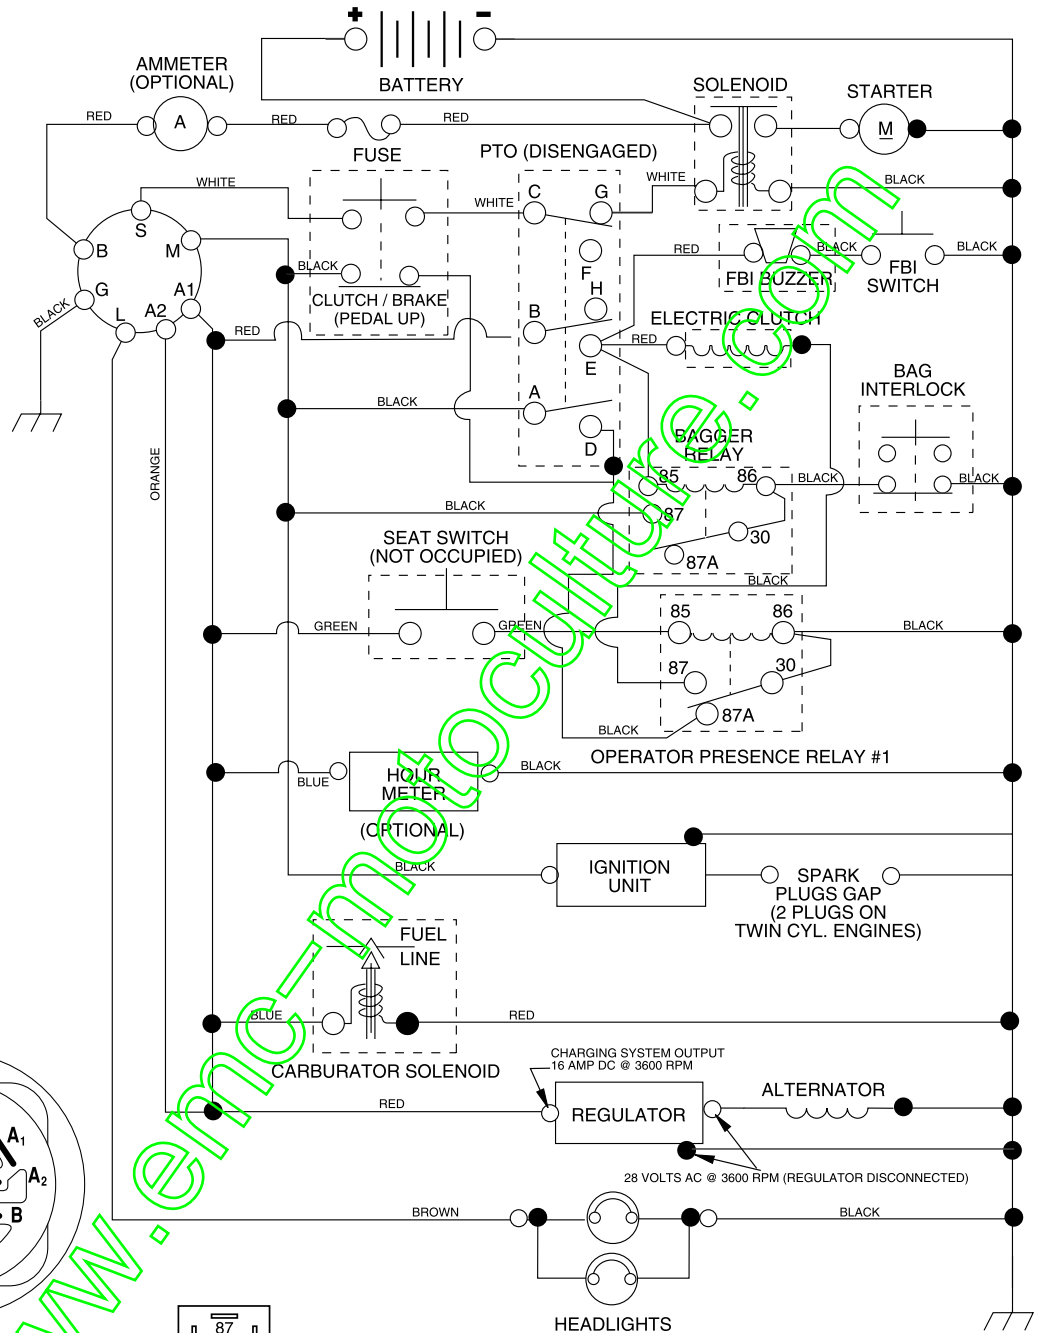 + -
BATTERY
AMMETER
(OPTIONAL)
SOLENOID
STARTER
RED
A
RED
RED
M
FUSE
PTO (DISENGAGED)
WHITE
WHITE
WHITE
BLACK
C
G
S
M
B
RED
BLACK
BLACK
F
FBI BUZZER
FBI
SWITCH
BLACK
G
A1
H
CLUTCH / BRAKE
(PEDAL UP)
BLACK
L
A2
B
ELECTRIC CLUTCH
RED
RED
E
BAG
INTERLOCK
A
BLACK
D
BAGGER
RELAY
ORANGE
85
86
BLACK
BLACK
BLACK
87
30
SEAT SWITCH
(NOT OCCUPIED)
87A
BLACK
85
86
GREEN
GREEN
BLACK
87
30
87A
BLACK
OPERATOR PRESENCE RELAY #1
BLUE
HOUR
METER
BLACK
(OPTIONAL)
BLACK
IGNITION
UNIT
SPARK
PLUGS GAP
(2 PLUGS ON
TWIN CYL. ENGINES)
FUEL
LINE
BLUE
RED
CARBURATOR SOLENOID
CHARGING SYSTEM OUTPUT
16 AMP DC @ 3600 RPM
RED
REGULATOR
ALTERNATOR
A1
A2
B
28 VOLTS AC @ 3600 RPM (REGULATOR DISCONNECTED)
BROWN
BLACK
HEADLIGHTS
87
www.emc-motoculture.com